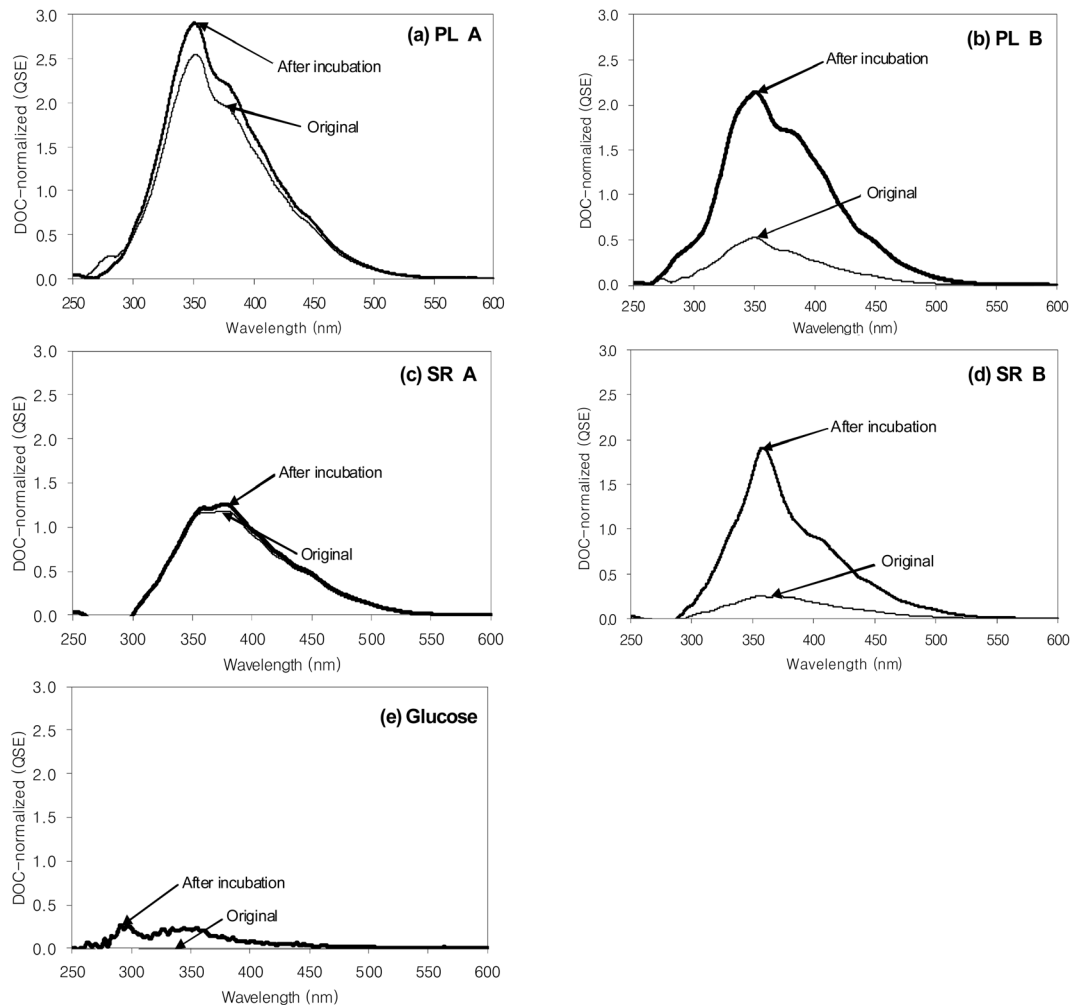 (a) PL A
DOC-normalized (QSE)
3.0
2.5
2.0
1.5
1.0
0.5
0.0
After incubation
Original
250 300 350 400 450 500 550 600
Wavelength (nm)
(b) PL B
DOC-normalized (QSE)
3.0
2.5
2.0
1.5
1.0
0.5
0.0
After incubation
Original
250 300 350 400 450 500 550 600
Wavelength (nm)
(c) SR A
DOC-normalized (QSE)
3.0
2.5
2.0
1.5
1.0
0.5
0.0
After incubation
Original
250 300 350 400 450 500 550 600
Wavelength (nm)
(d) SR B
DOC-normalized (QSE)
3.0
2.5
2.0
1.5
1.0
0.5
0.0
After incubation
Original
250 300 350 400 450 500 550 600
Wavelength (nm)
(e) Glucose
DOC-normalized (QSE)
3.0
2.5
2.0
1.5
1.0
0.5
0.0
After incubation
Original
250 300 350 400 450 500 550 600
Wavelength (nm)